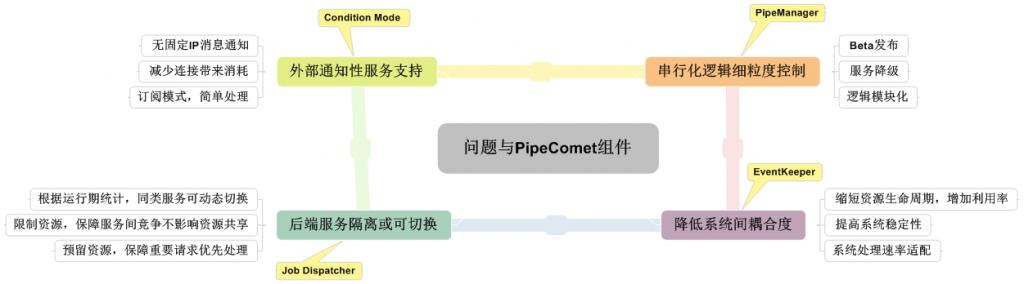 Condition Mode
PipeManager
无固定IP消息通知
减少连接带来消耗
订阅模式，简单处理
外部通知性服务支持
串行化逻辑细粒度控制
Beta发布
服务降级
逻辑模块化
问题与PipeComet组件
EventKeeper
根据运行期统计，同类服务可动态切换
限制资源，保障服务间竞争不影响资源共享
预留资源，保障重要请求优先处理
后端服务隔离或可切换
降低系统间耦合度
缩短资源生命周期，增加利用率
提高系统稳定性
系统处理速率适配
Job Dispatcher